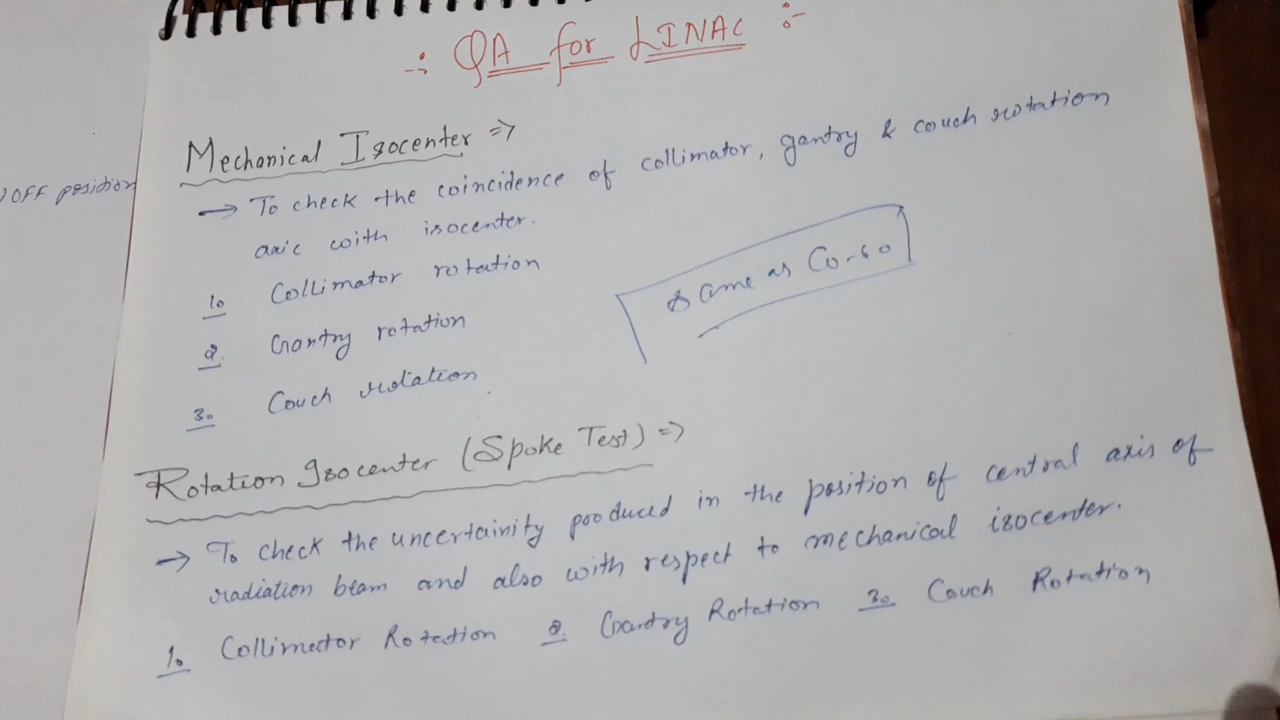 -: QA for LINAC :-
Mechanical Isocenter =>
→ To check the coincidence of collimator, gantry & couch rotation
axic with isocenter.
1. Collimator rotation
2. Gantry rotation
3. Couch rotation
Same as Co-60
OFF position
Rotation Isocenter (Spoke Test) =>
→ To check the uncertainity produced in the position of central axis of
radiation beam and also with respect to mechanical isocenter.
1. Collimator Rotation 2. Gantry Rotation 3. Couch Rotation